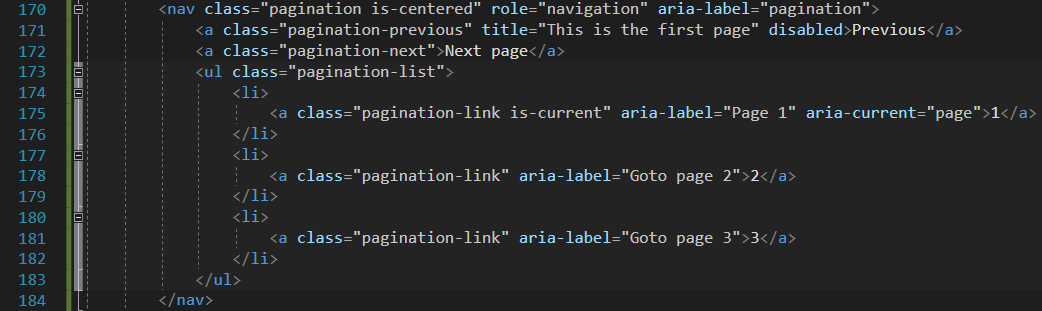 170 <nav class="pagination is-centered" role="navigation" aria-label="pagination">
171 <a class="pagination-previous" title="This is the first page" disabled>Previous</a>
172 <a class="pagination-next">Next page</a>
173 <ul class="pagination-list">
174 <li>
175 <a class="pagination-link is-current" aria-label="Page 1" aria-current="page">1</a>
176 </li>
177 <li>
178 <a class="pagination-link" aria-label="Goto page 2">2</a>
179 </li>
180 <li>
181 <a class="pagination-link" aria-label="Goto page 3">3</a>
182 </li>
183 </ul>
184 </nav>